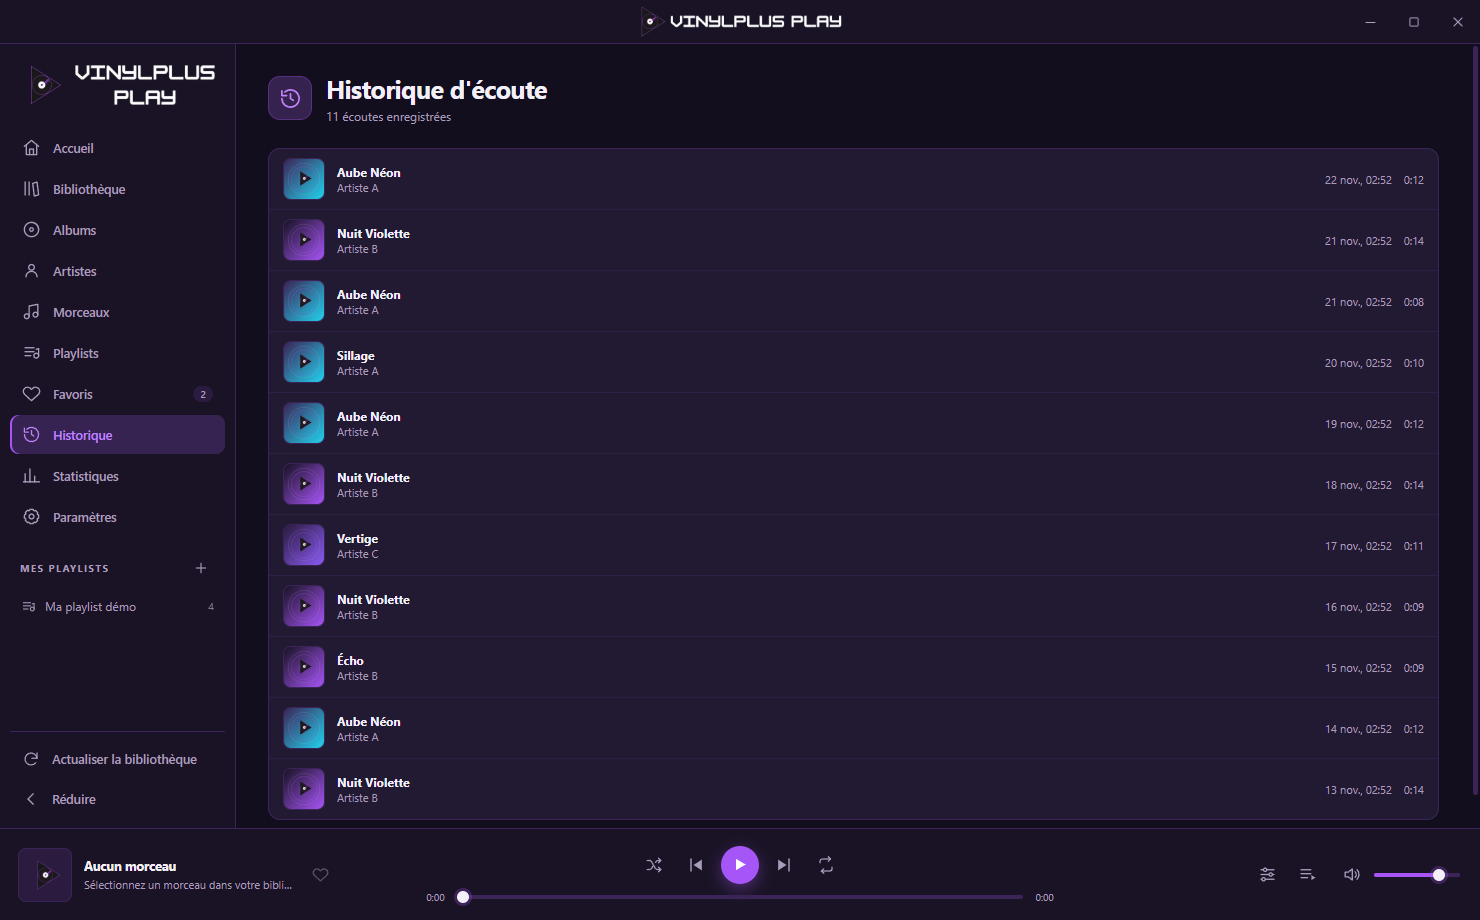 VINYLPLUS PLAY
VINYLPLUS
PLAY
Accueil
Bibliothèque
Albums
Artistes
Morceaux
Playlists
Favoris 2
Historique
Statistiques
Paramètres
MES PLAYLISTS
Ma playlist démo 4
Actualiser la bibliothèque
Réduire
Historique d'écoute
11 écoutes enregistrées
Aube Néon
Artiste A
22 nov., 02:52 0:12
Nuit Violette
Artiste B
21 nov., 02:52 0:14
Aube Néon
Artiste A
21 nov., 02:52 0:08
Sillage
Artiste A
20 nov., 02:52 0:10
Aube Néon
Artiste A
19 nov., 02:52 0:12
Nuit Violette
Artiste B
18 nov., 02:52 0:14
Vertige
Artiste C
17 nov., 02:52 0:11
Nuit Violette
Artiste B
16 nov., 02:52 0:09
Écho
Artiste B
15 nov., 02:52 0:09
Aube Néon
Artiste A
14 nov., 02:52 0:12
Nuit Violette
Artiste B
13 nov., 02:52 0:14
Aucun morceau
Sélectionnez un morceau dans votre bibli...
0:00
0:00